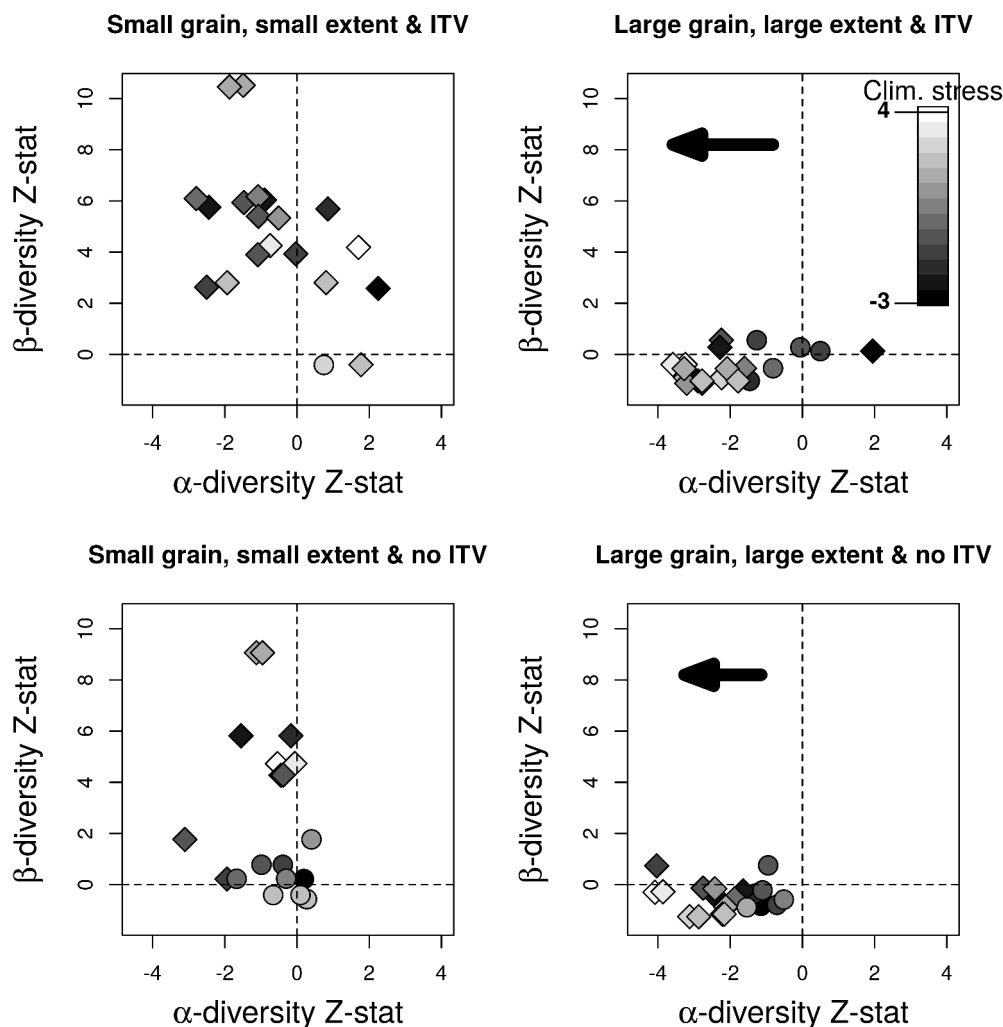 Small grain, small extent & ITV
10
8
6
4
2
0
-4 -2 0 2 4
β-diversity Z-stat
α-diversity Z-stat
Large grain, large extent & ITV
Clim. stress
4
-3
10
8
6
4
2
0
-4 -2 0 2 4
β-diversity Z-stat
α-diversity Z-stat
Small grain, small extent & no ITV
10
8
6
4
2
0
-4 -2 0 2 4
β-diversity Z-stat
α-diversity Z-stat
Large grain, large extent & no ITV
10
8
6
4
2
0
-4 -2 0 2 4
β-diversity Z-stat
α-diversity Z-stat